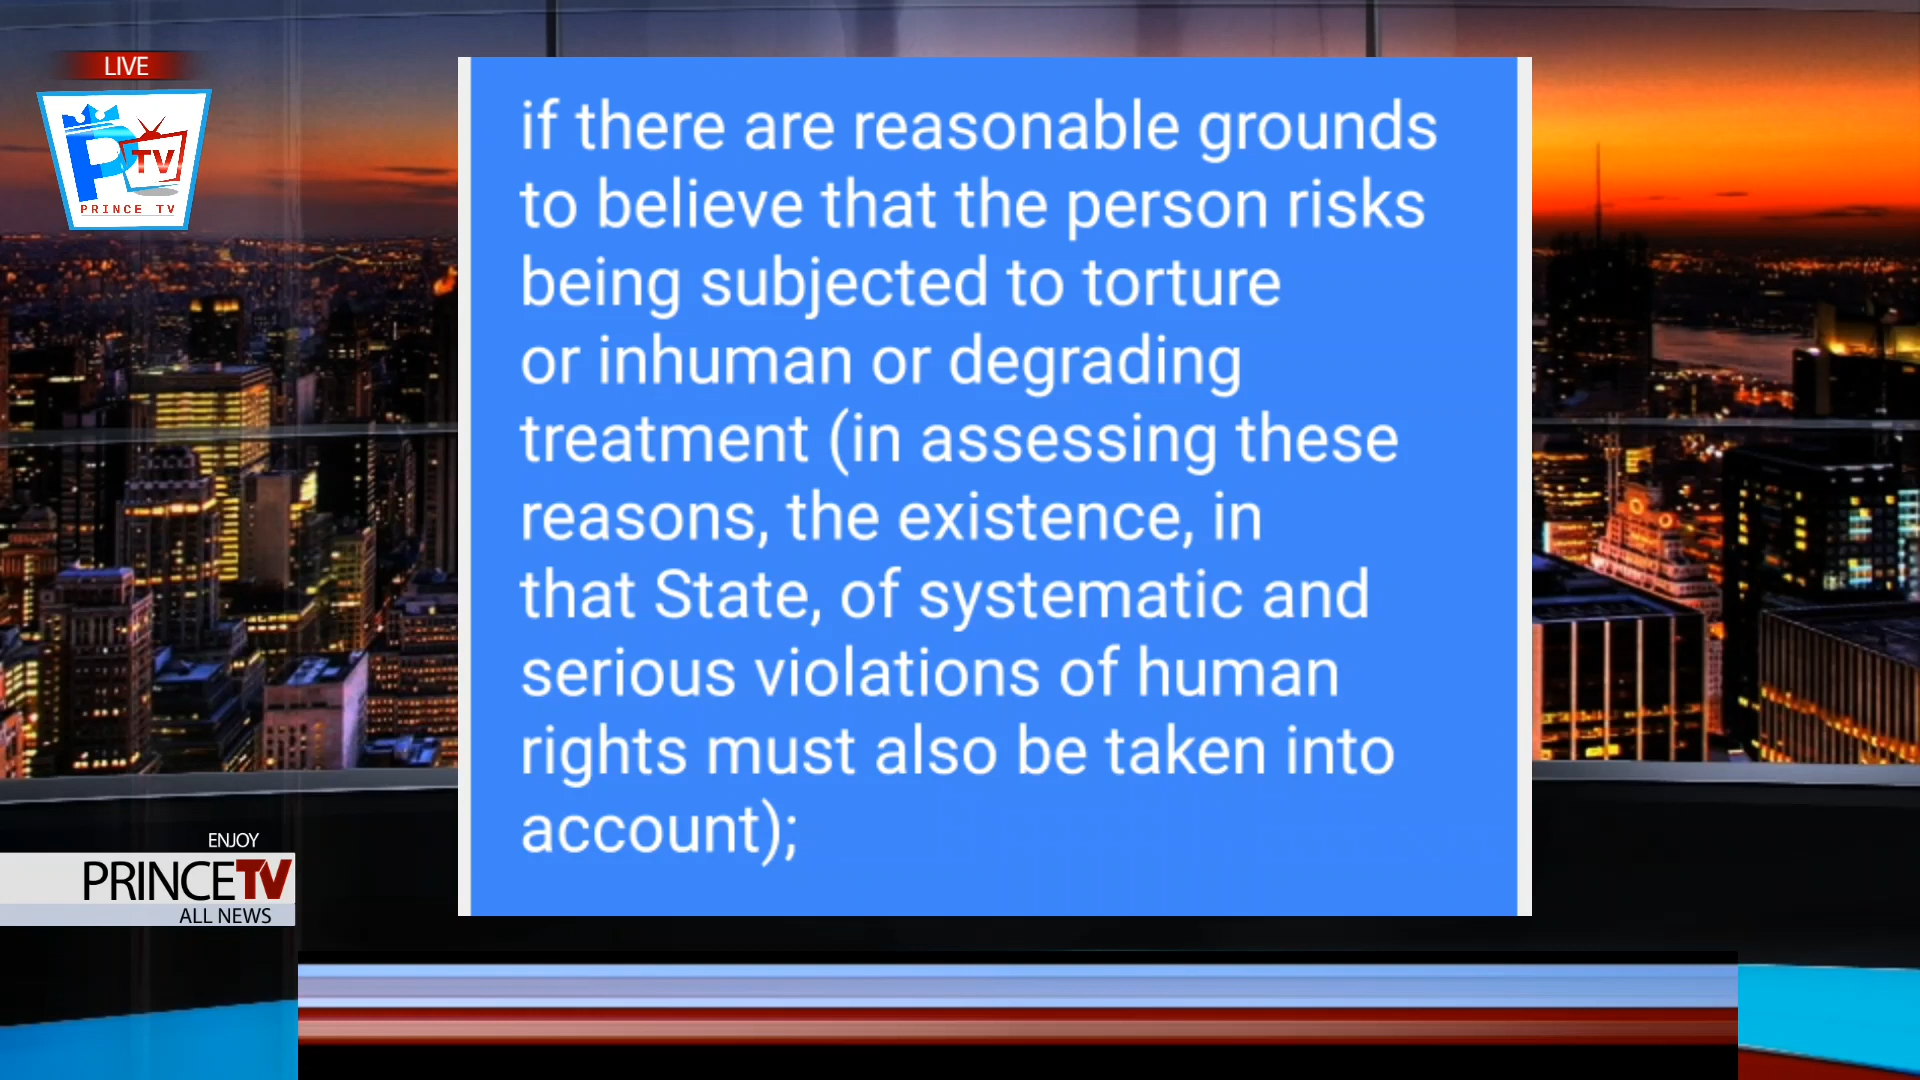 LIVE
P TV
PRINCE TV
if there are reasonable grounds
to believe that the person risks
being subjected to torture
or inhuman or degrading
treatment (in assessing these
reasons, the existence, in
that State, of systematic and
serious violations of human
rights must also be taken into
account);
ENJOY
PRINCETV
ALL NEWS